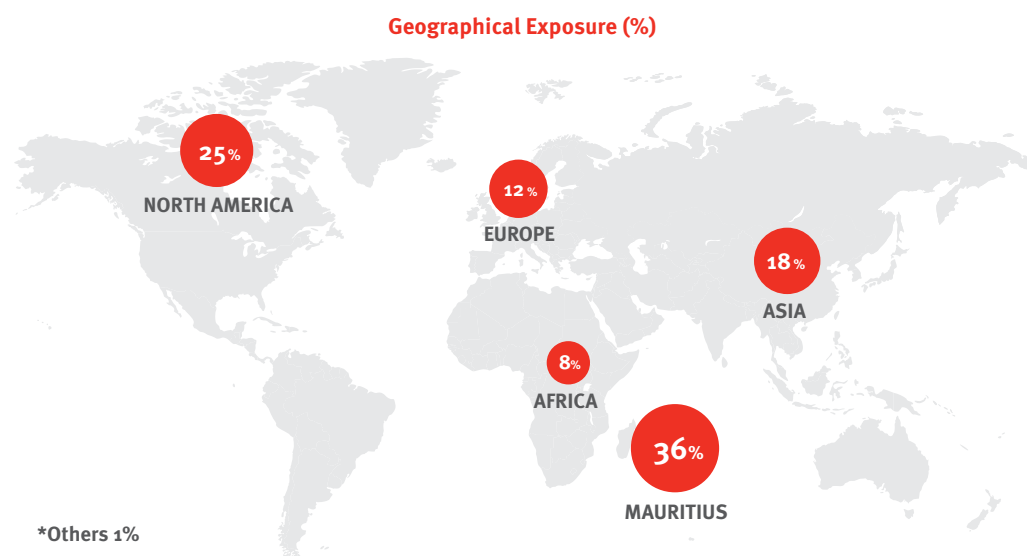 Geographical Exposure (%)
25%
NORTH AMERICA
12 %
EUROPE
18 %
ASIA
8%
AFRICA
36%
MAURITIUS
*Others 1%